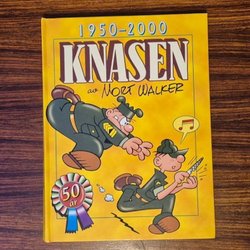 1950-2000
KNASEN
av MORT WALKER
50
år